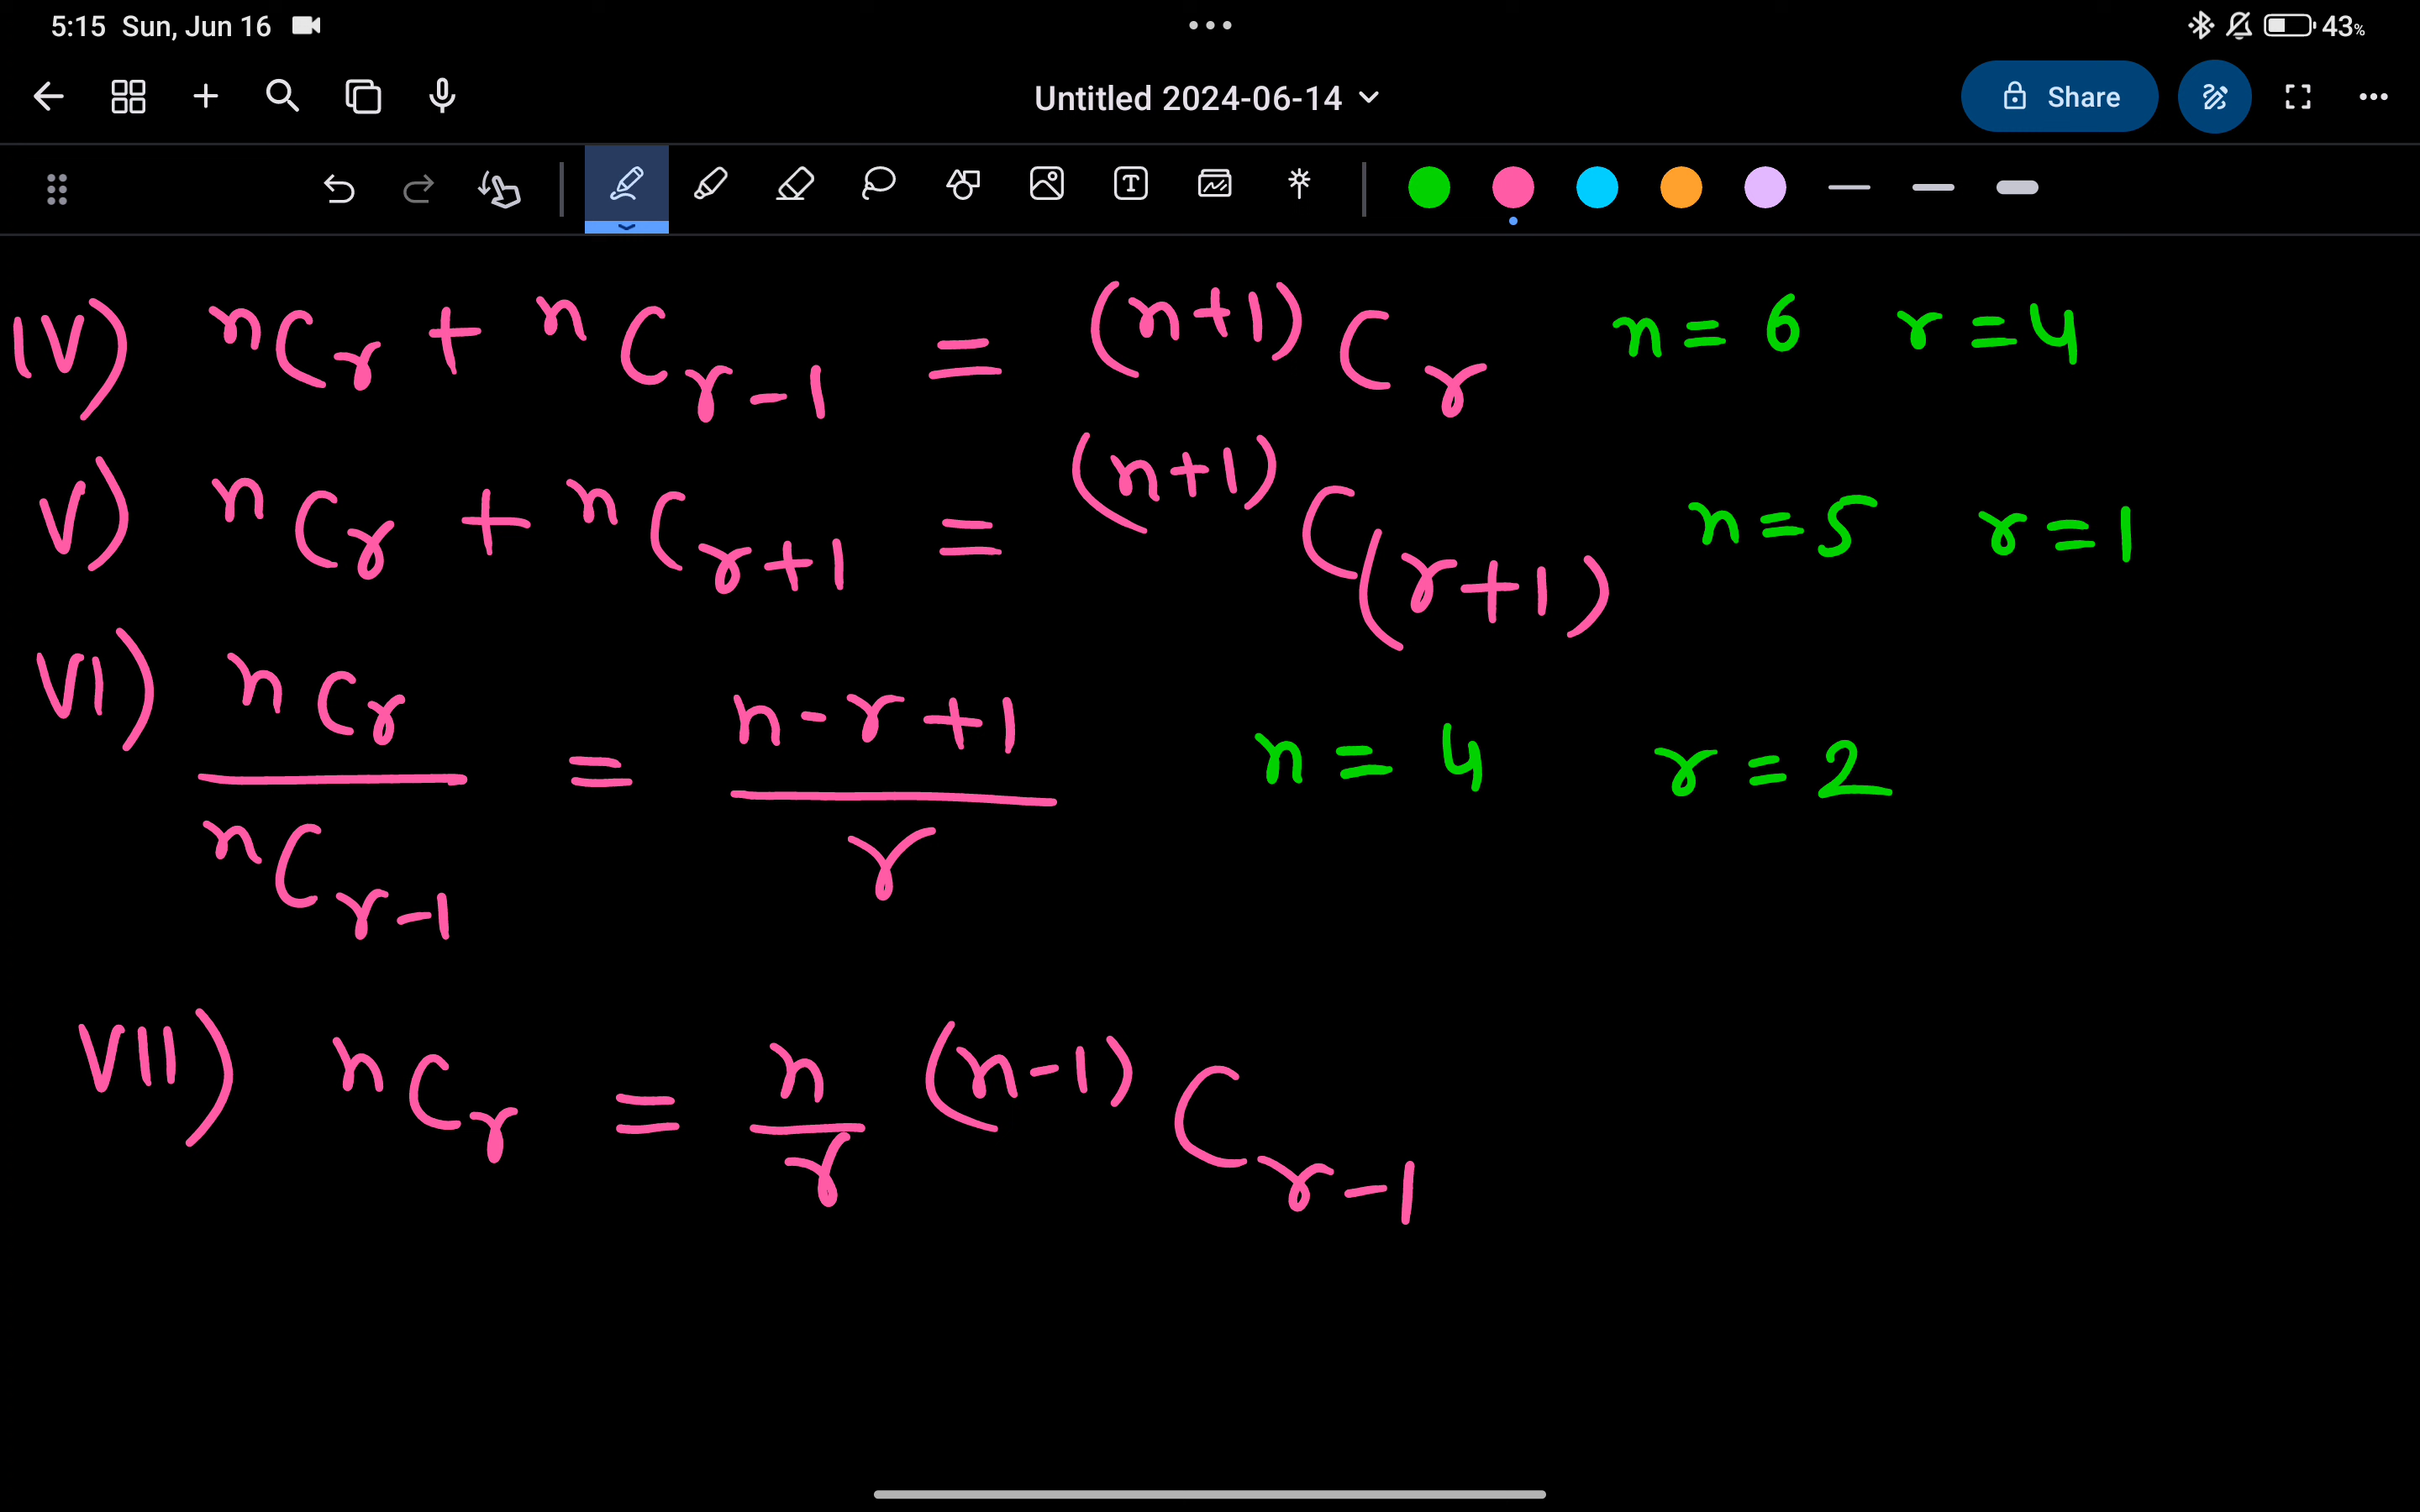 5:15 Sun, Jun 16
43%
Untitled 2024-06-14
Share
IV) ⁿCᵣ + ⁿCᵣ₋₁ = ⁽ⁿ⁺¹⁾Cᵣ n = 6 r = 4
V) ⁿCᵣ + ⁿCᵣ₊₁ = ⁽ⁿ⁺¹⁾C₍ᵣ₊₁₎ n = 5 r = 1
VI) ⁿCᵣ / ⁿCᵣ₋₁ = n-r+1 / r n = 4 r = 2
VII) ⁿCᵣ = n/r ⁽ⁿ⁻¹⁾Cᵣ₋₁